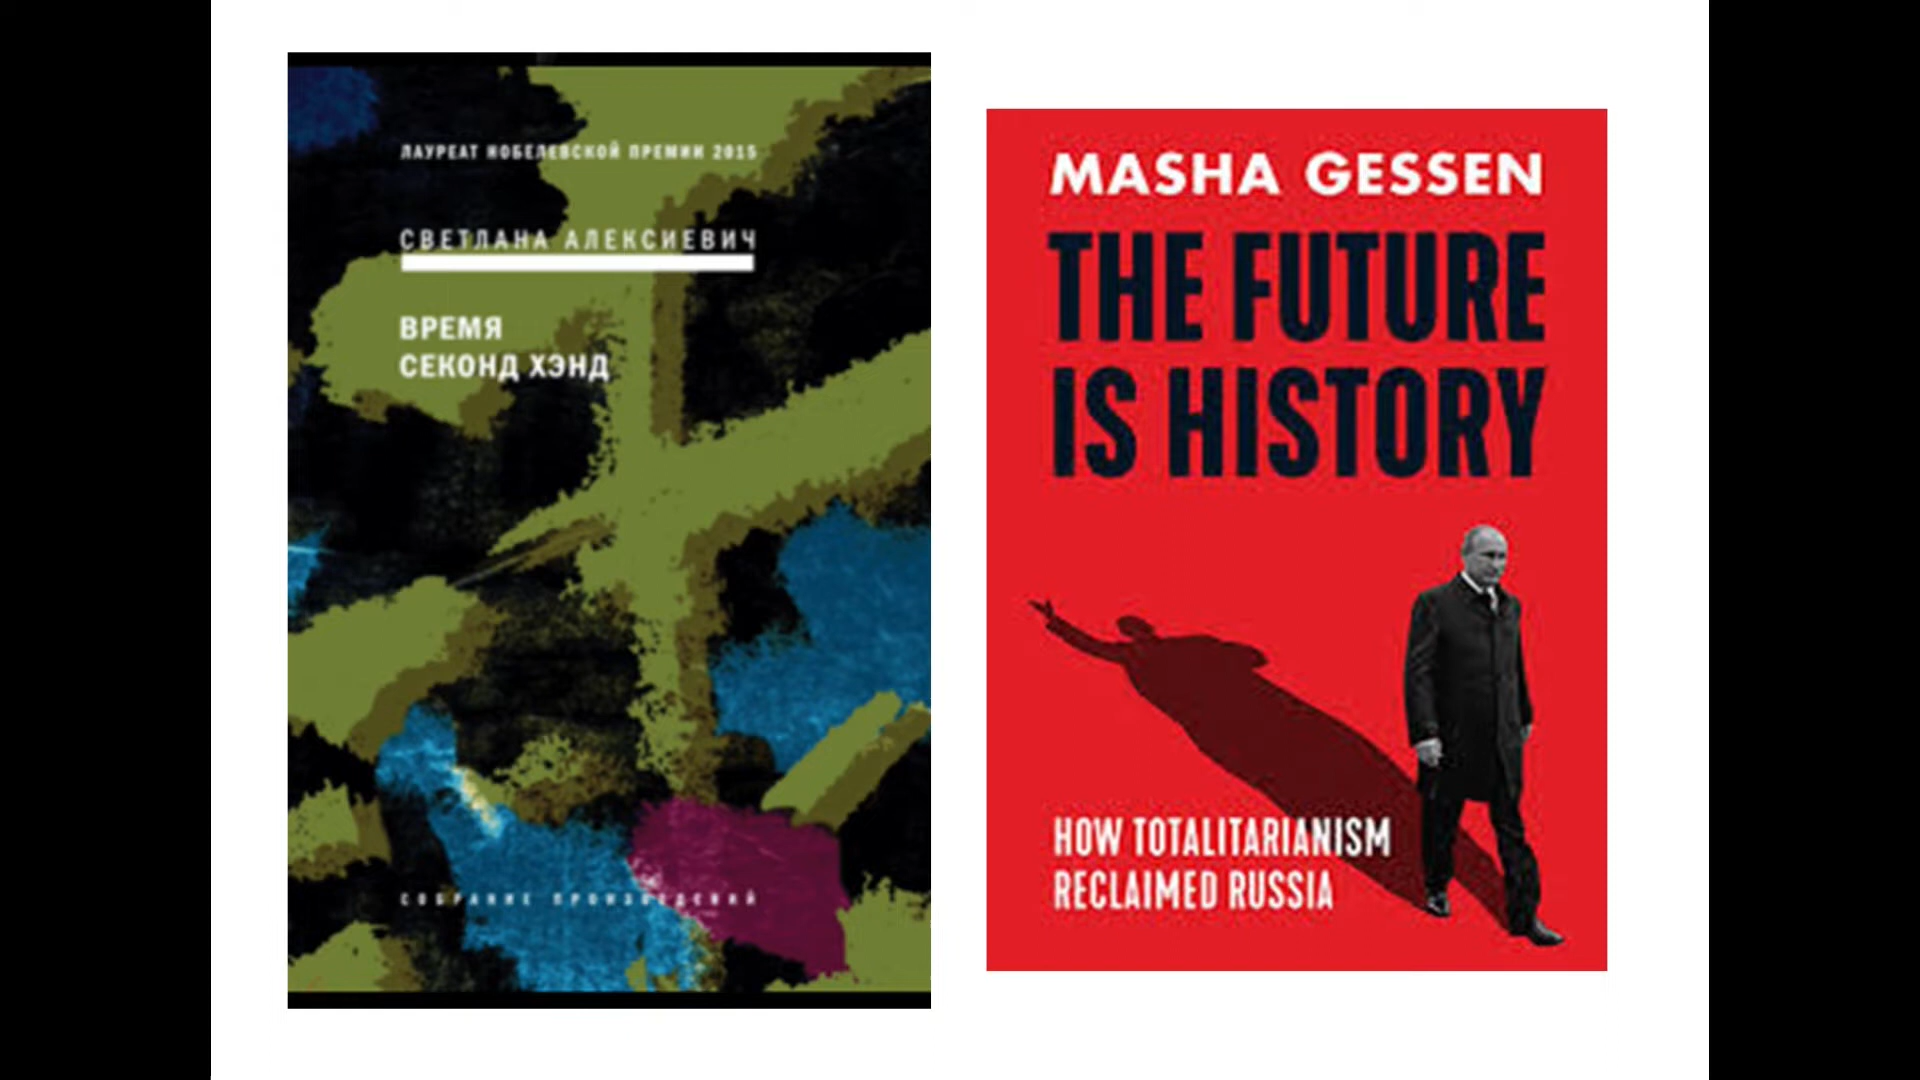 ЛАУРЕАТ НОБЕЛЕВСКОЙ ПРЕМИИ 2015
СВЕТЛАНА АЛЕКСИЕВИЧ
ВРЕМЯ
СЕКОНД ХЭНД
СОБРАНИЕ ПРОИЗВЕДЕНИЙ
MASHA GESSEN
THE FUTURE
IS HISTORY
HOW TOTALITARIANISM
RECLAIMED RUSSIA